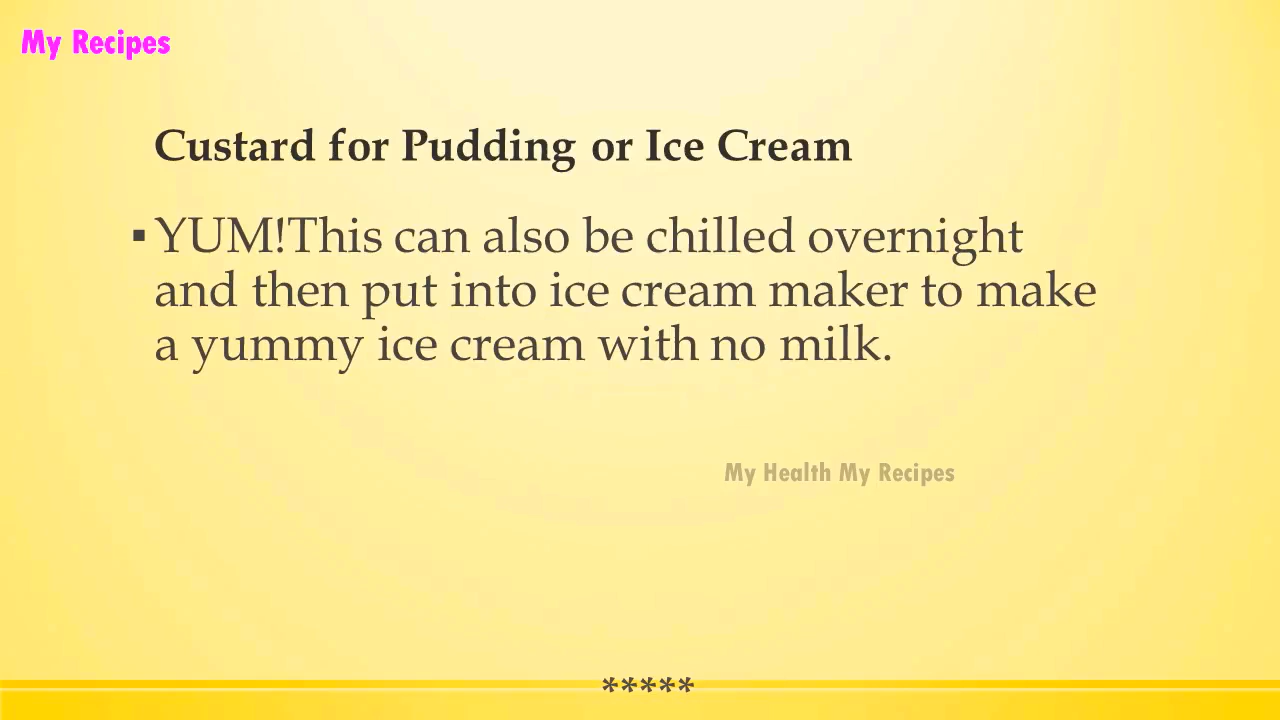 My Recipes
Custard for Pudding or Ice Cream
▪ YUM!This can also be chilled overnight
and then put into ice cream maker to make
a yummy ice cream with no milk.
My Health My Recipes
*****